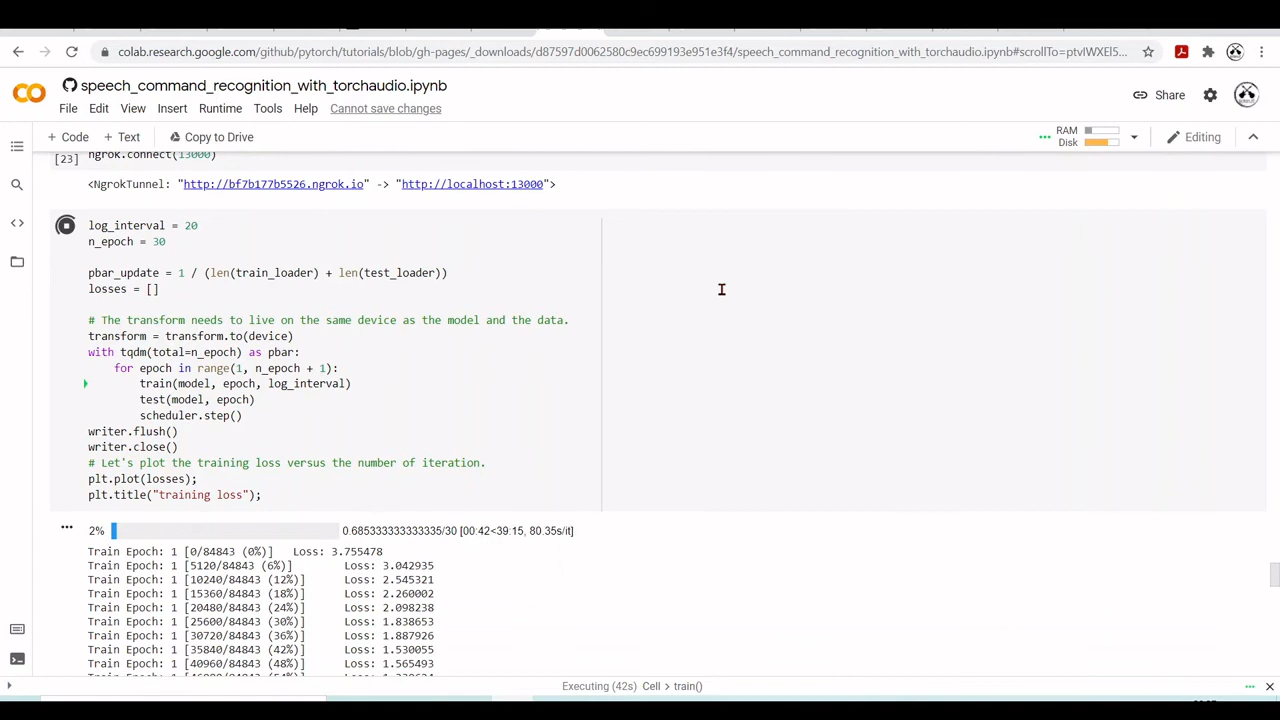 colab.research.google.com/github/pytorch/tutorials/blob/gh-pages/_downloads/d87597d0062580c9ec699193e951e3f4/speech_command_recognition_with_torchaudio.ipynb#scrollTo=ptvIWXEl5...
speech_command_recognition_with_torchaudio.ipynb
Share
File Edit View Insert Runtime Tools Help Cannot save changes
+ Code + Text Copy to Drive
RAM
Disk
Editing
ngrok.connect(13000)
[23]
<NgrokTunnel: "http://bf7b177b5526.ngrok.io" -> "http://localhost:13000">
log_interval = 20
n_epoch = 30
pbar_update = 1 / (len(train_loader) + len(test_loader))
losses = []
# The transform needs to live on the same device as the model and the data.
transform = transform.to(device)
with tqdm(total=n_epoch) as pbar:
for epoch in range(1, n_epoch + 1):
train(model, epoch, log_interval)
test(model, epoch)
scheduler.step()
writer.flush()
writer.close()
# Let's plot the training loss versus the number of iteration.
plt.plot(losses);
plt.title("training loss");
2% 0.685333333333335/30 [00:42<39:15, 80.35s/it]
Train Epoch: 1 [0/84843 (0%)] Loss: 3.755478
Train Epoch: 1 [5120/84843 (6%)] Loss: 3.042935
Train Epoch: 1 [10240/84843 (12%)] Loss: 2.545321
Train Epoch: 1 [15360/84843 (18%)] Loss: 2.260002
Train Epoch: 1 [20480/84843 (24%)] Loss: 2.098238
Train Epoch: 1 [25600/84843 (30%)] Loss: 1.838653
Train Epoch: 1 [30720/84843 (36%)] Loss: 1.887926
Train Epoch: 1 [35840/84843 (42%)] Loss: 1.530055
Train Epoch: 1 [40960/84843 (48%)] Loss: 1.565493
Executing (42s) Cell > train()